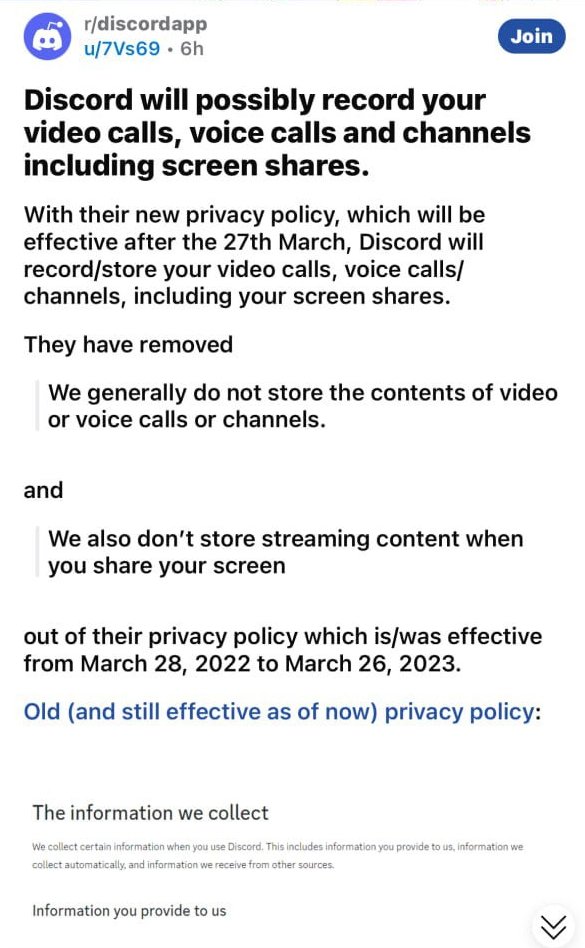 r/discordapp
u/7Vs69 • 6h
Join
Discord will possibly record your
video calls, voice calls and channels
including screen shares.
With their new privacy policy, which will be
effective after the 27th March, Discord will
record/store your video calls, voice calls/
channels, including your screen shares.
They have removed
We generally do not store the contents of video
or voice calls or channels.
and
We also don’t store streaming content when
you share your screen
out of their privacy policy which is/was effective
from March 28, 2022 to March 26, 2023.
Old (and still effective as of now) privacy policy:
The information we collect
We collect certain information when you use Discord. This includes information you provide to us, information we
collect automatically, and information we receive from other sources.
Information you provide to us